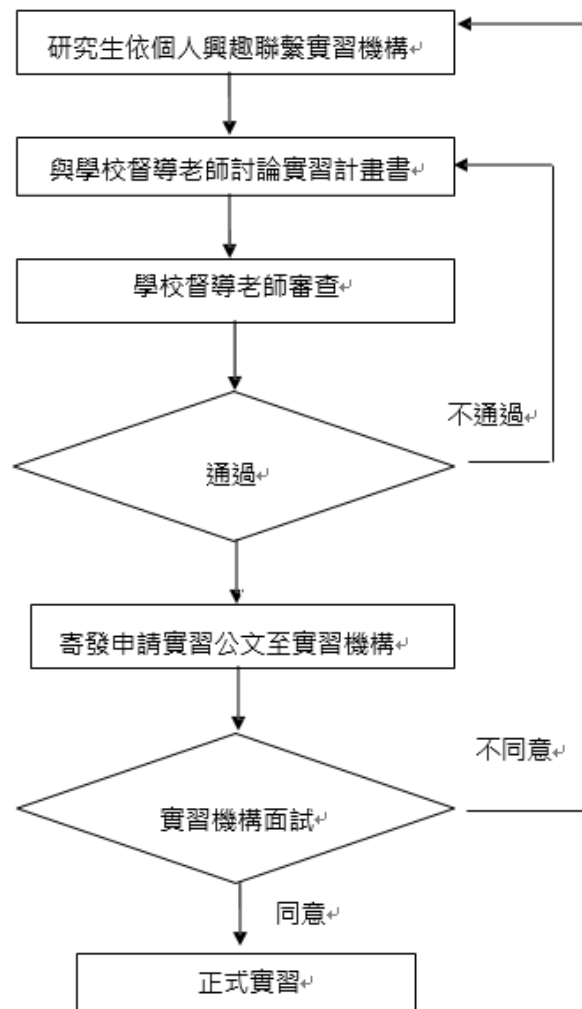 研究生依個人興趣聯繫實習機構↵
與學校督導老師討論實習計畫書↵
學校督導老師審查↵
不通過↵
通過↵
寄發申請實習公文至實習機構↵
不同意↵
實習機構面試↵
同意↵
正式實習↵